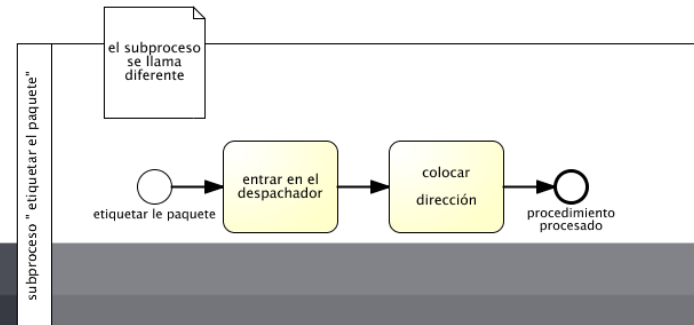 el subproceso
se llama
diferente
subproceso " etiquetar el paquete"
etiquetar le paquete
entrar en el
despachador
colocar
dirección
procedimiento
procesado